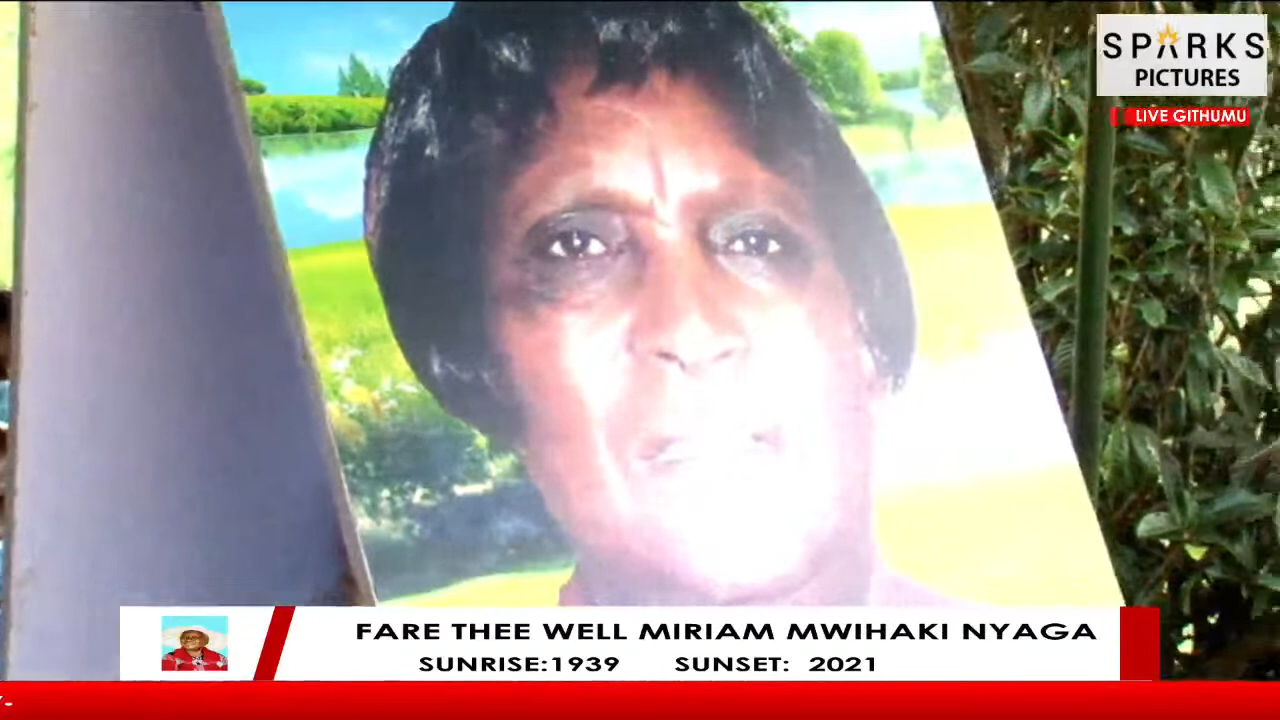 SPARKS
PICTURES
LIVE GITHUMU
FARE THEE WELL MIRIAM MWIHAKI NYAGA
SUNRISE:1939 SUNSET: 2021